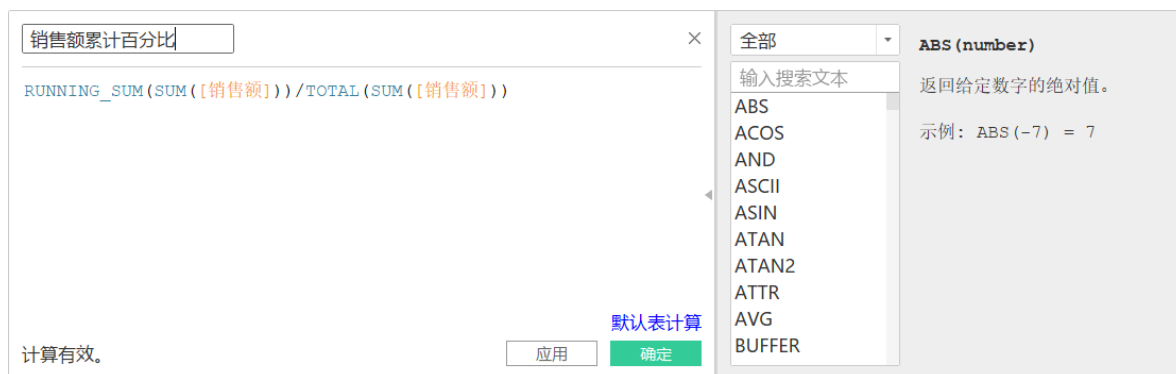 销售额累计百分比
RUNNING_SUM(SUM([销售额]))/TOTAL(SUM([销售额]))
默认表计算
计算有效。
应用
确定
全部
输入搜索文本
ABS
ACOS
AND
ASCII
ASIN
ATAN
ATAN2
ATTR
AVG
BUFFER
ABS(number)
返回给定数字的绝对值。
示例: ABS(-7) = 7